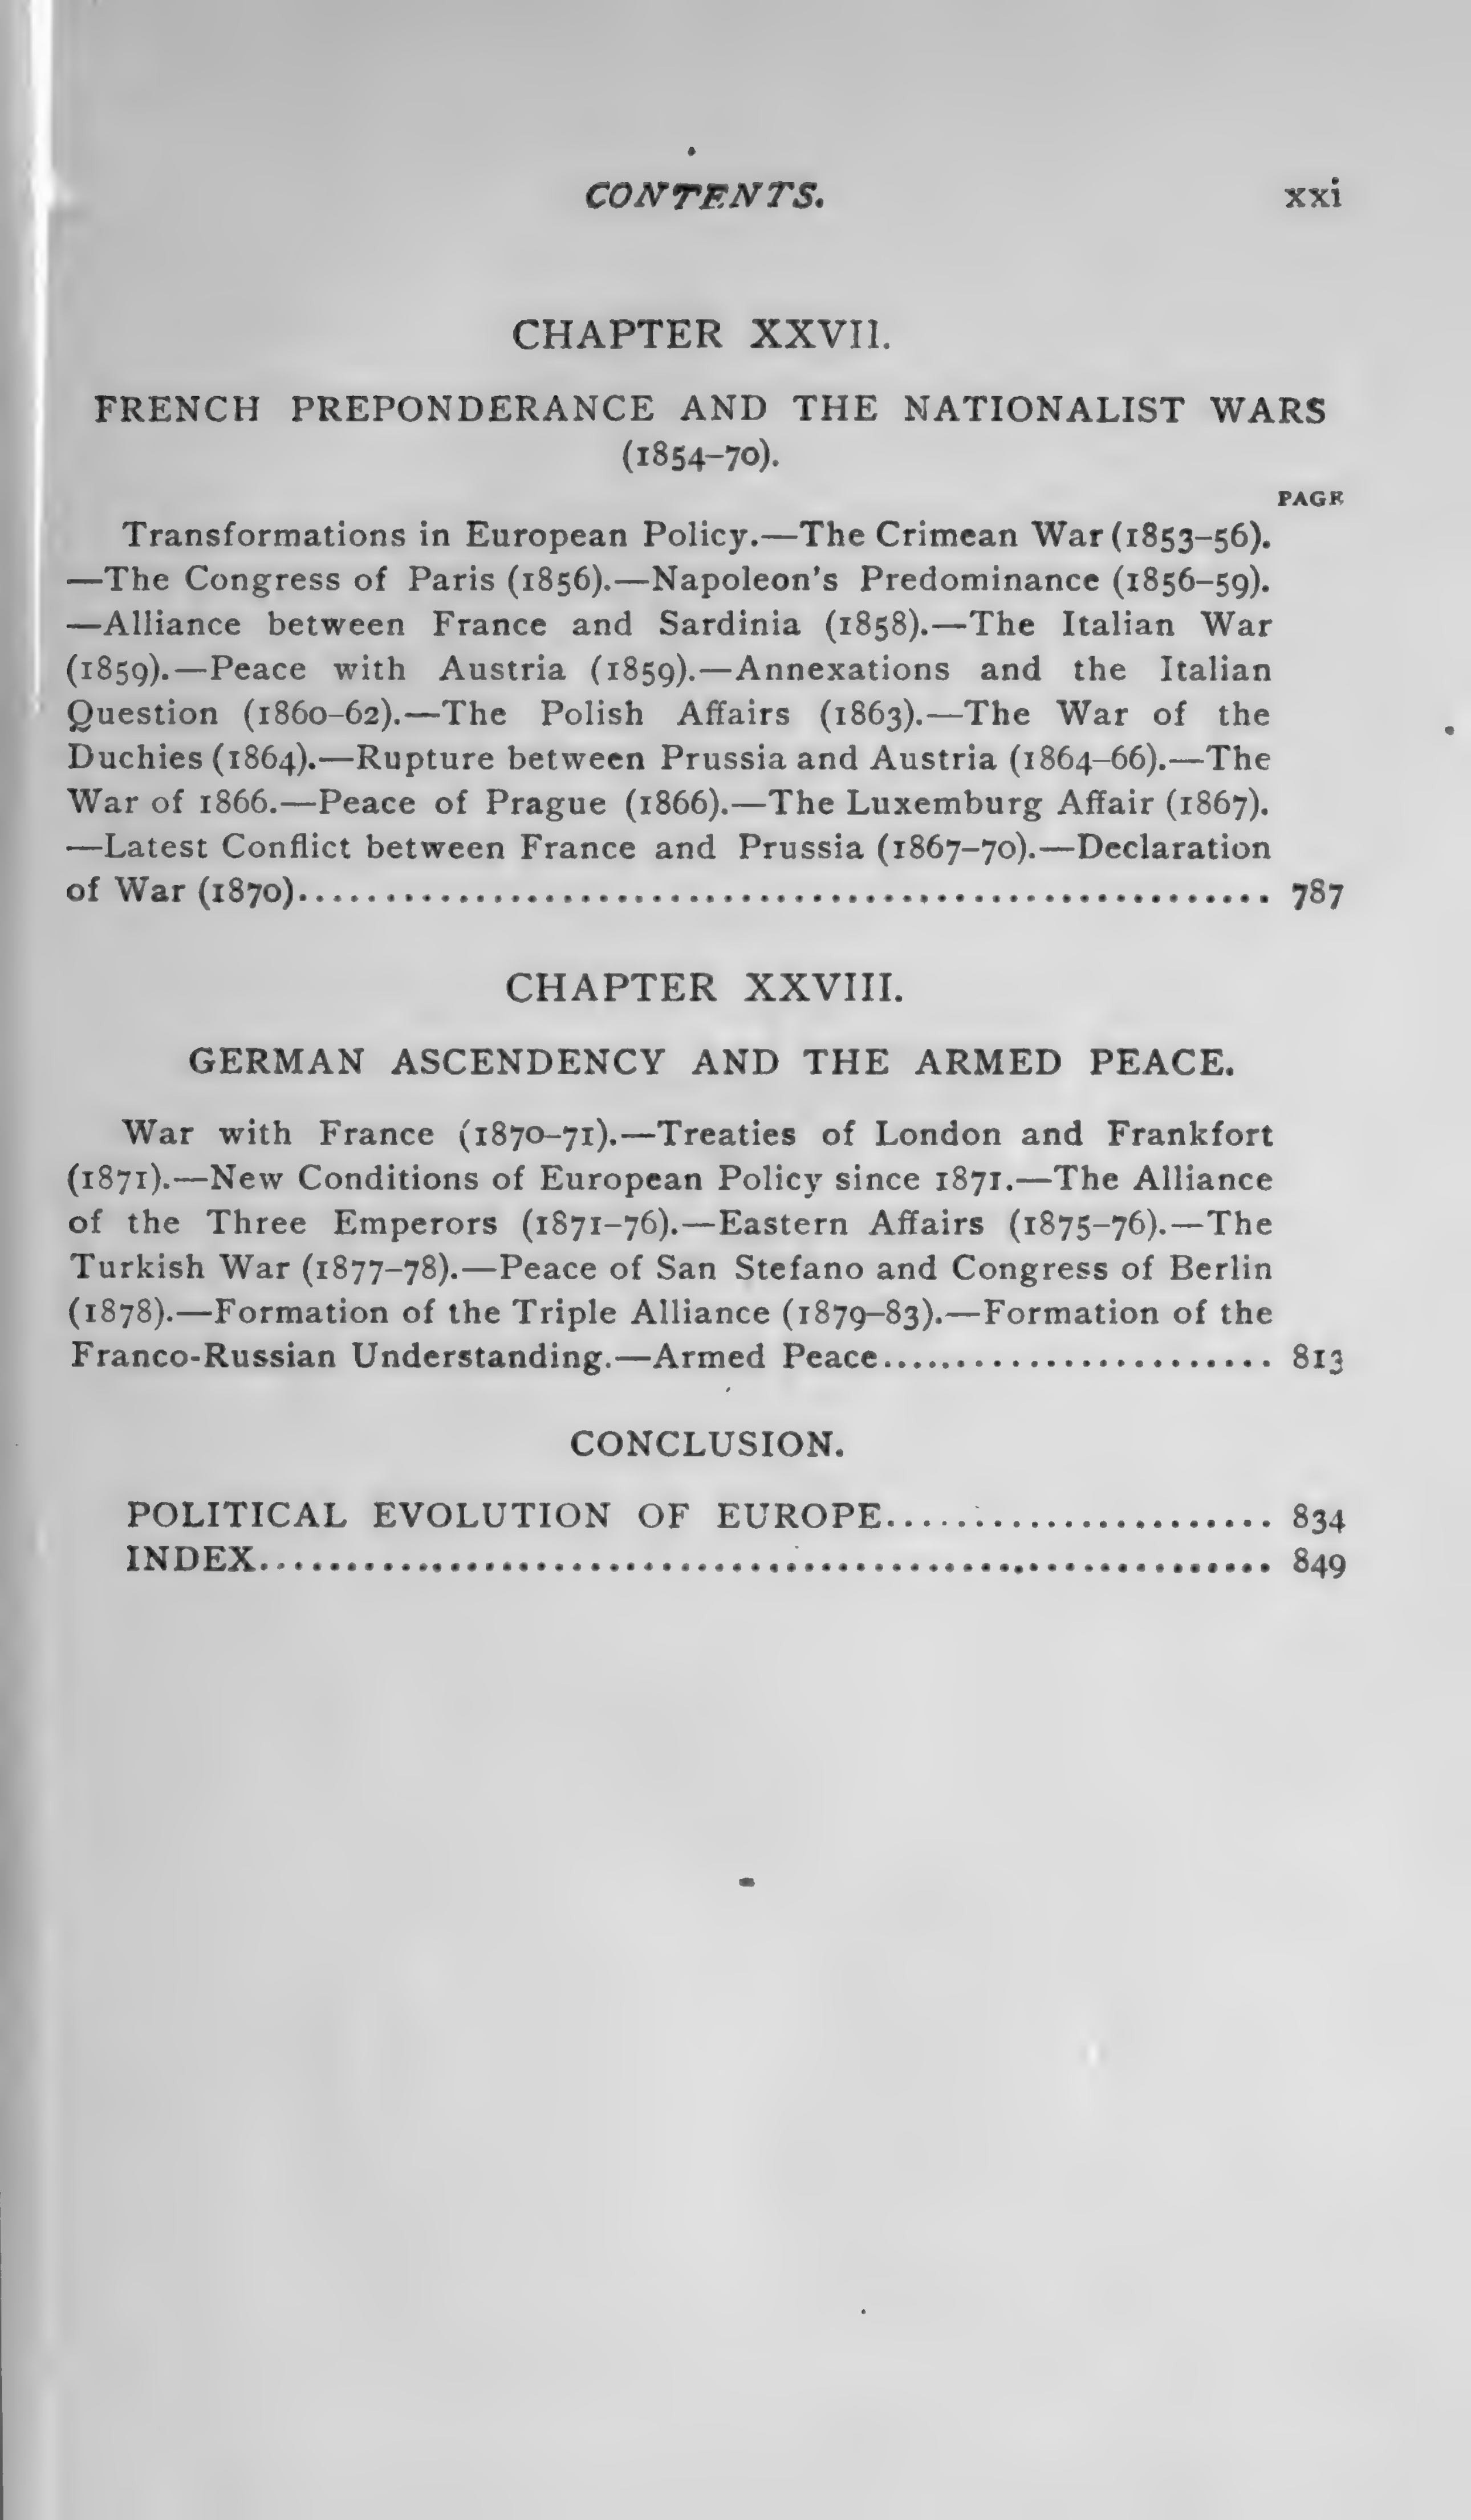 CONTENTS. xxi
CHAPTER XXVII.
FRENCH PREPONDERANCE AND THE NATIONALIST WARS
(1854–70).
PAGE
Transformations in European Policy.—The Crimean War (1853–56).
—The Congress of Paris (1856).—Napoleon's Predominance (1856–59).
—Alliance between France and Sardinia (1858).—The Italian War
(1859).—Peace with Austria (1859).—Annexations and the Italian
Question (1860–62).—The Polish Affairs (1863).—The War of the
Duchies (1864).—Rupture between Prussia and Austria (1864–66).—The
War of 1866.—Peace of Prague (1866).—The Luxemburg Affair (1867).
—Latest Conflict between France and Prussia (1867–70).—Declaration
of War (1870)........................................................ 787
CHAPTER XXVIII.
GERMAN ASCENDENCY AND THE ARMED PEACE.
War with France (1870–71).—Treaties of London and Frankfort
(1871).—New Conditions of European Policy since 1871.—The Alliance
of the Three Emperors (1871–76).—Eastern Affairs (1875–76).—The
Turkish War (1877–78).—Peace of San Stefano and Congress of Berlin
(1878).—Formation of the Triple Alliance (1879–83).—Formation of the
Franco-Russian Understanding.—Armed Peace....................... 813
CONCLUSION.
POLITICAL EVOLUTION OF EUROPE....................... 834
INDEX.......................................................... 849